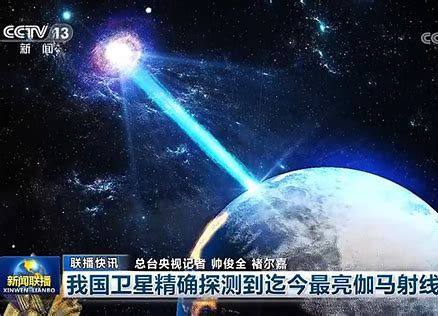 CCTV 13
新闻
联播快讯 总台央视记者 帅俊全 褚尔嘉
新闻联播
XINWEN LIANBO
我国卫星精确探测到迄今最亮伽马射线